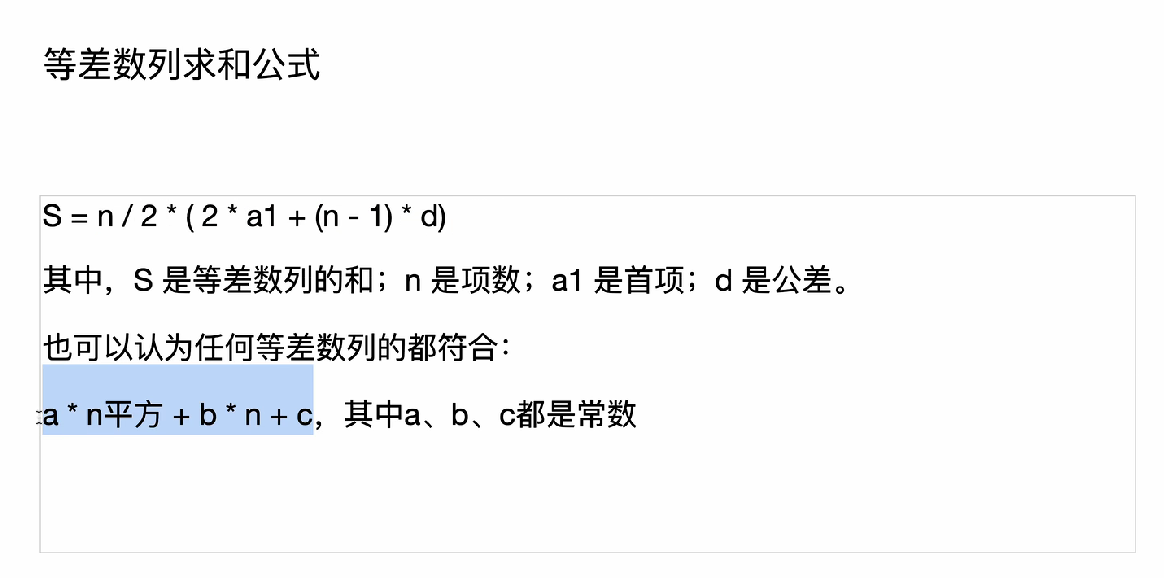 等差数列求和公式
S = n / 2 * ( 2 * a1 + (n - 1) * d)
其中，S 是等差数列的和；n 是项数；a1 是首项；d 是公差。
也可以认为任何等差数列的都符合：
a * n平方 + b * n + c，其中a、b、c都是常数